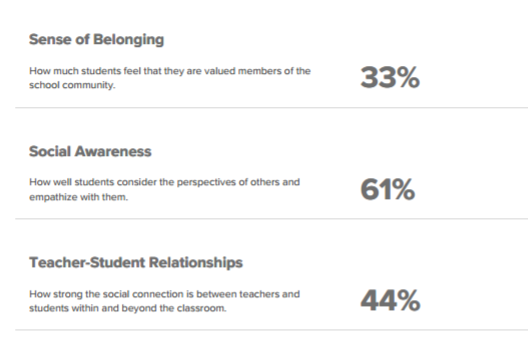 Sense of Belonging
How much students feel that they are valued members of the
school community.
33%
Social Awareness
How well students consider the perspectives of others and
empathize with them.
61%
Teacher-Student Relationships
How strong the social connection is between teachers and
students within and beyond the classroom.
44%